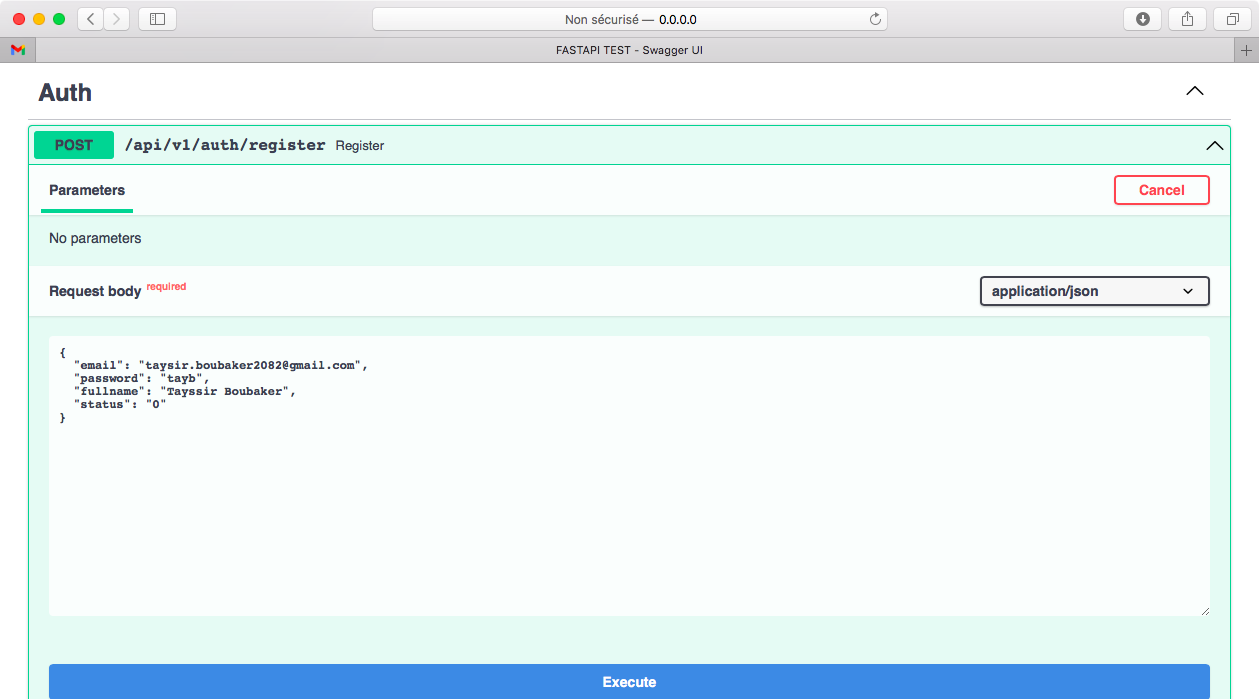 Non sécurisé — 0.0.0.0
FASTAPI TEST - Swagger UI
Auth
POST /api/v1/auth/register Register
Parameters Cancel
No parameters
Request body required application/json
{
"email": "taysir.boubaker2082@gmail.com",
"password": "tayb",
"fullname": "Tayssir Boubaker",
"status": "0"
}
Execute